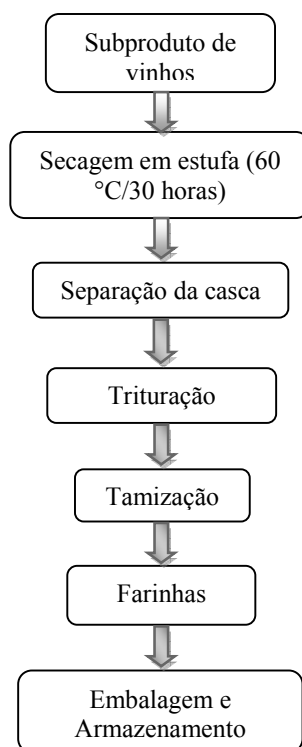 Subproduto de
vinhos
Secagem em estufa (60
°C/30 horas)
Separação da casca
Trituração
Tamização
Farinhas
Embalagem e
Armazenamento